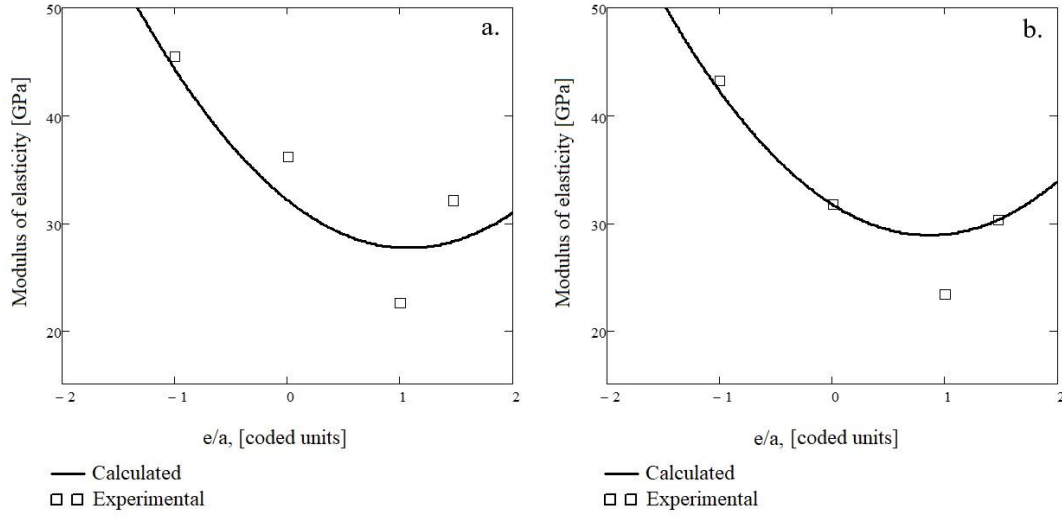 a.
50
40
30
20
Modulus of elasticity [GPa]
− 2
− 1
0
1
2
e/a, [coded units]
Calculated
Experimental
b.
50
40
30
20
Modulus of elasticity [GPa]
− 2
− 1
0
1
2
e/a, [coded units]
Calculated
Experimental